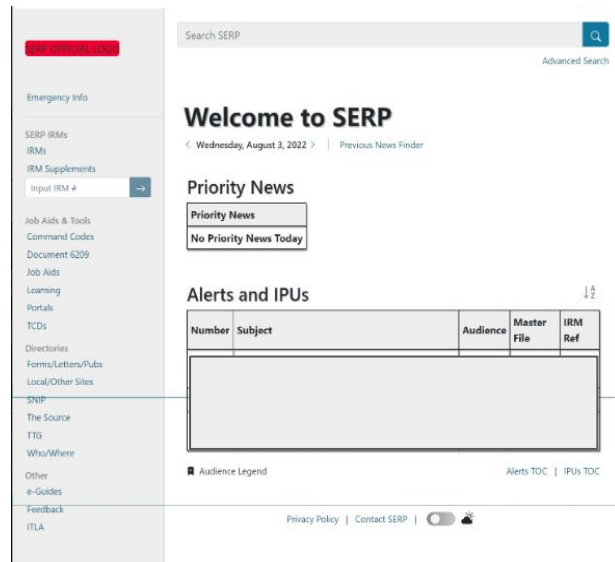 SERP OFFICIAL LOGO
Emergency Info
SERP IRMs
IRMs
IRM Supplements
Input IRM #
Job Aids & Tools
Command Codes
Document 6209
Job Aids
Learning
Portals
TCDs
Directories
Forms/Letters/Pubs
Local/Other Sites
SNIP
The Source
TTG
Who/Where
Other
e-Guides
Feedback
ITLA
Search SERP
Advanced Search
Welcome to SERP
Wednesday, August 3, 2022 | Previous News Finder
Priority News
Priority News
No Priority News Today
Alerts and IPUs
A
Z
Number Subject Audience Master File IRM Ref
Audience Legend
Alerts TOC | IPUs TOC
Privacy Policy | Contact SERP |